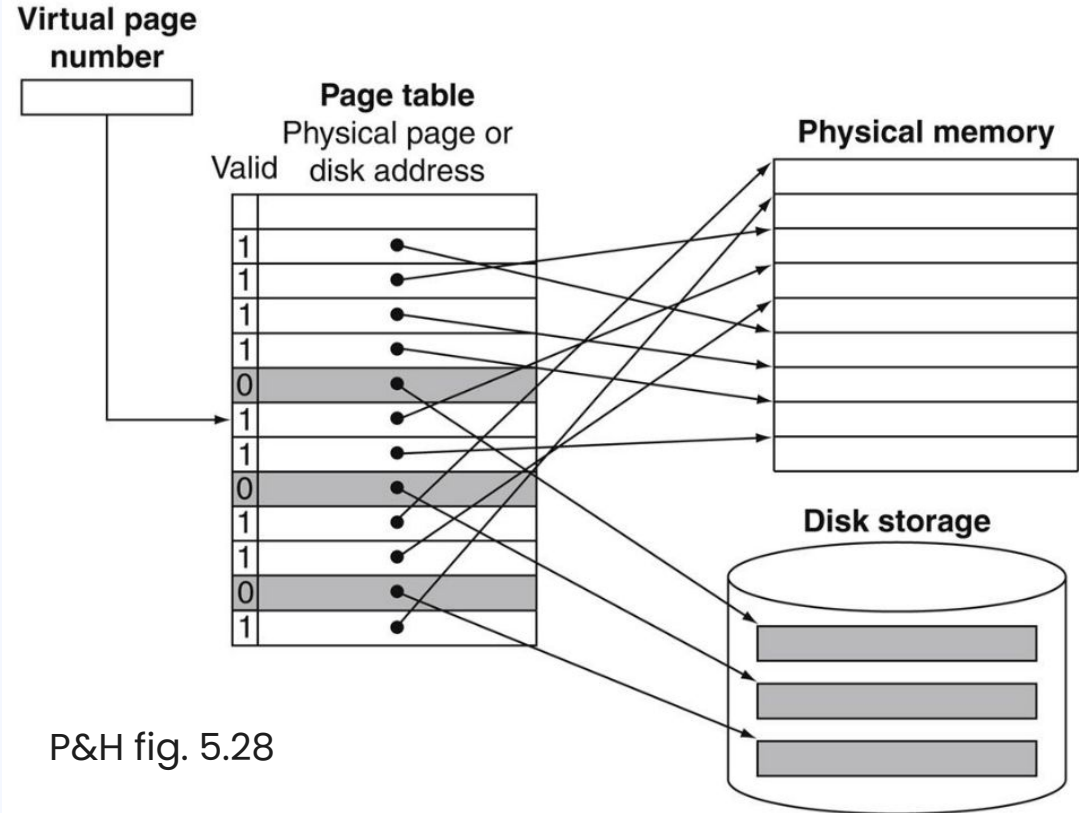 Virtual page
number
Page table
Physical page or
disk address
Valid
Physical memory
1
1
1
1
0
1
1
0
1
1
0
1
Disk storage
P&H fig. 5.28